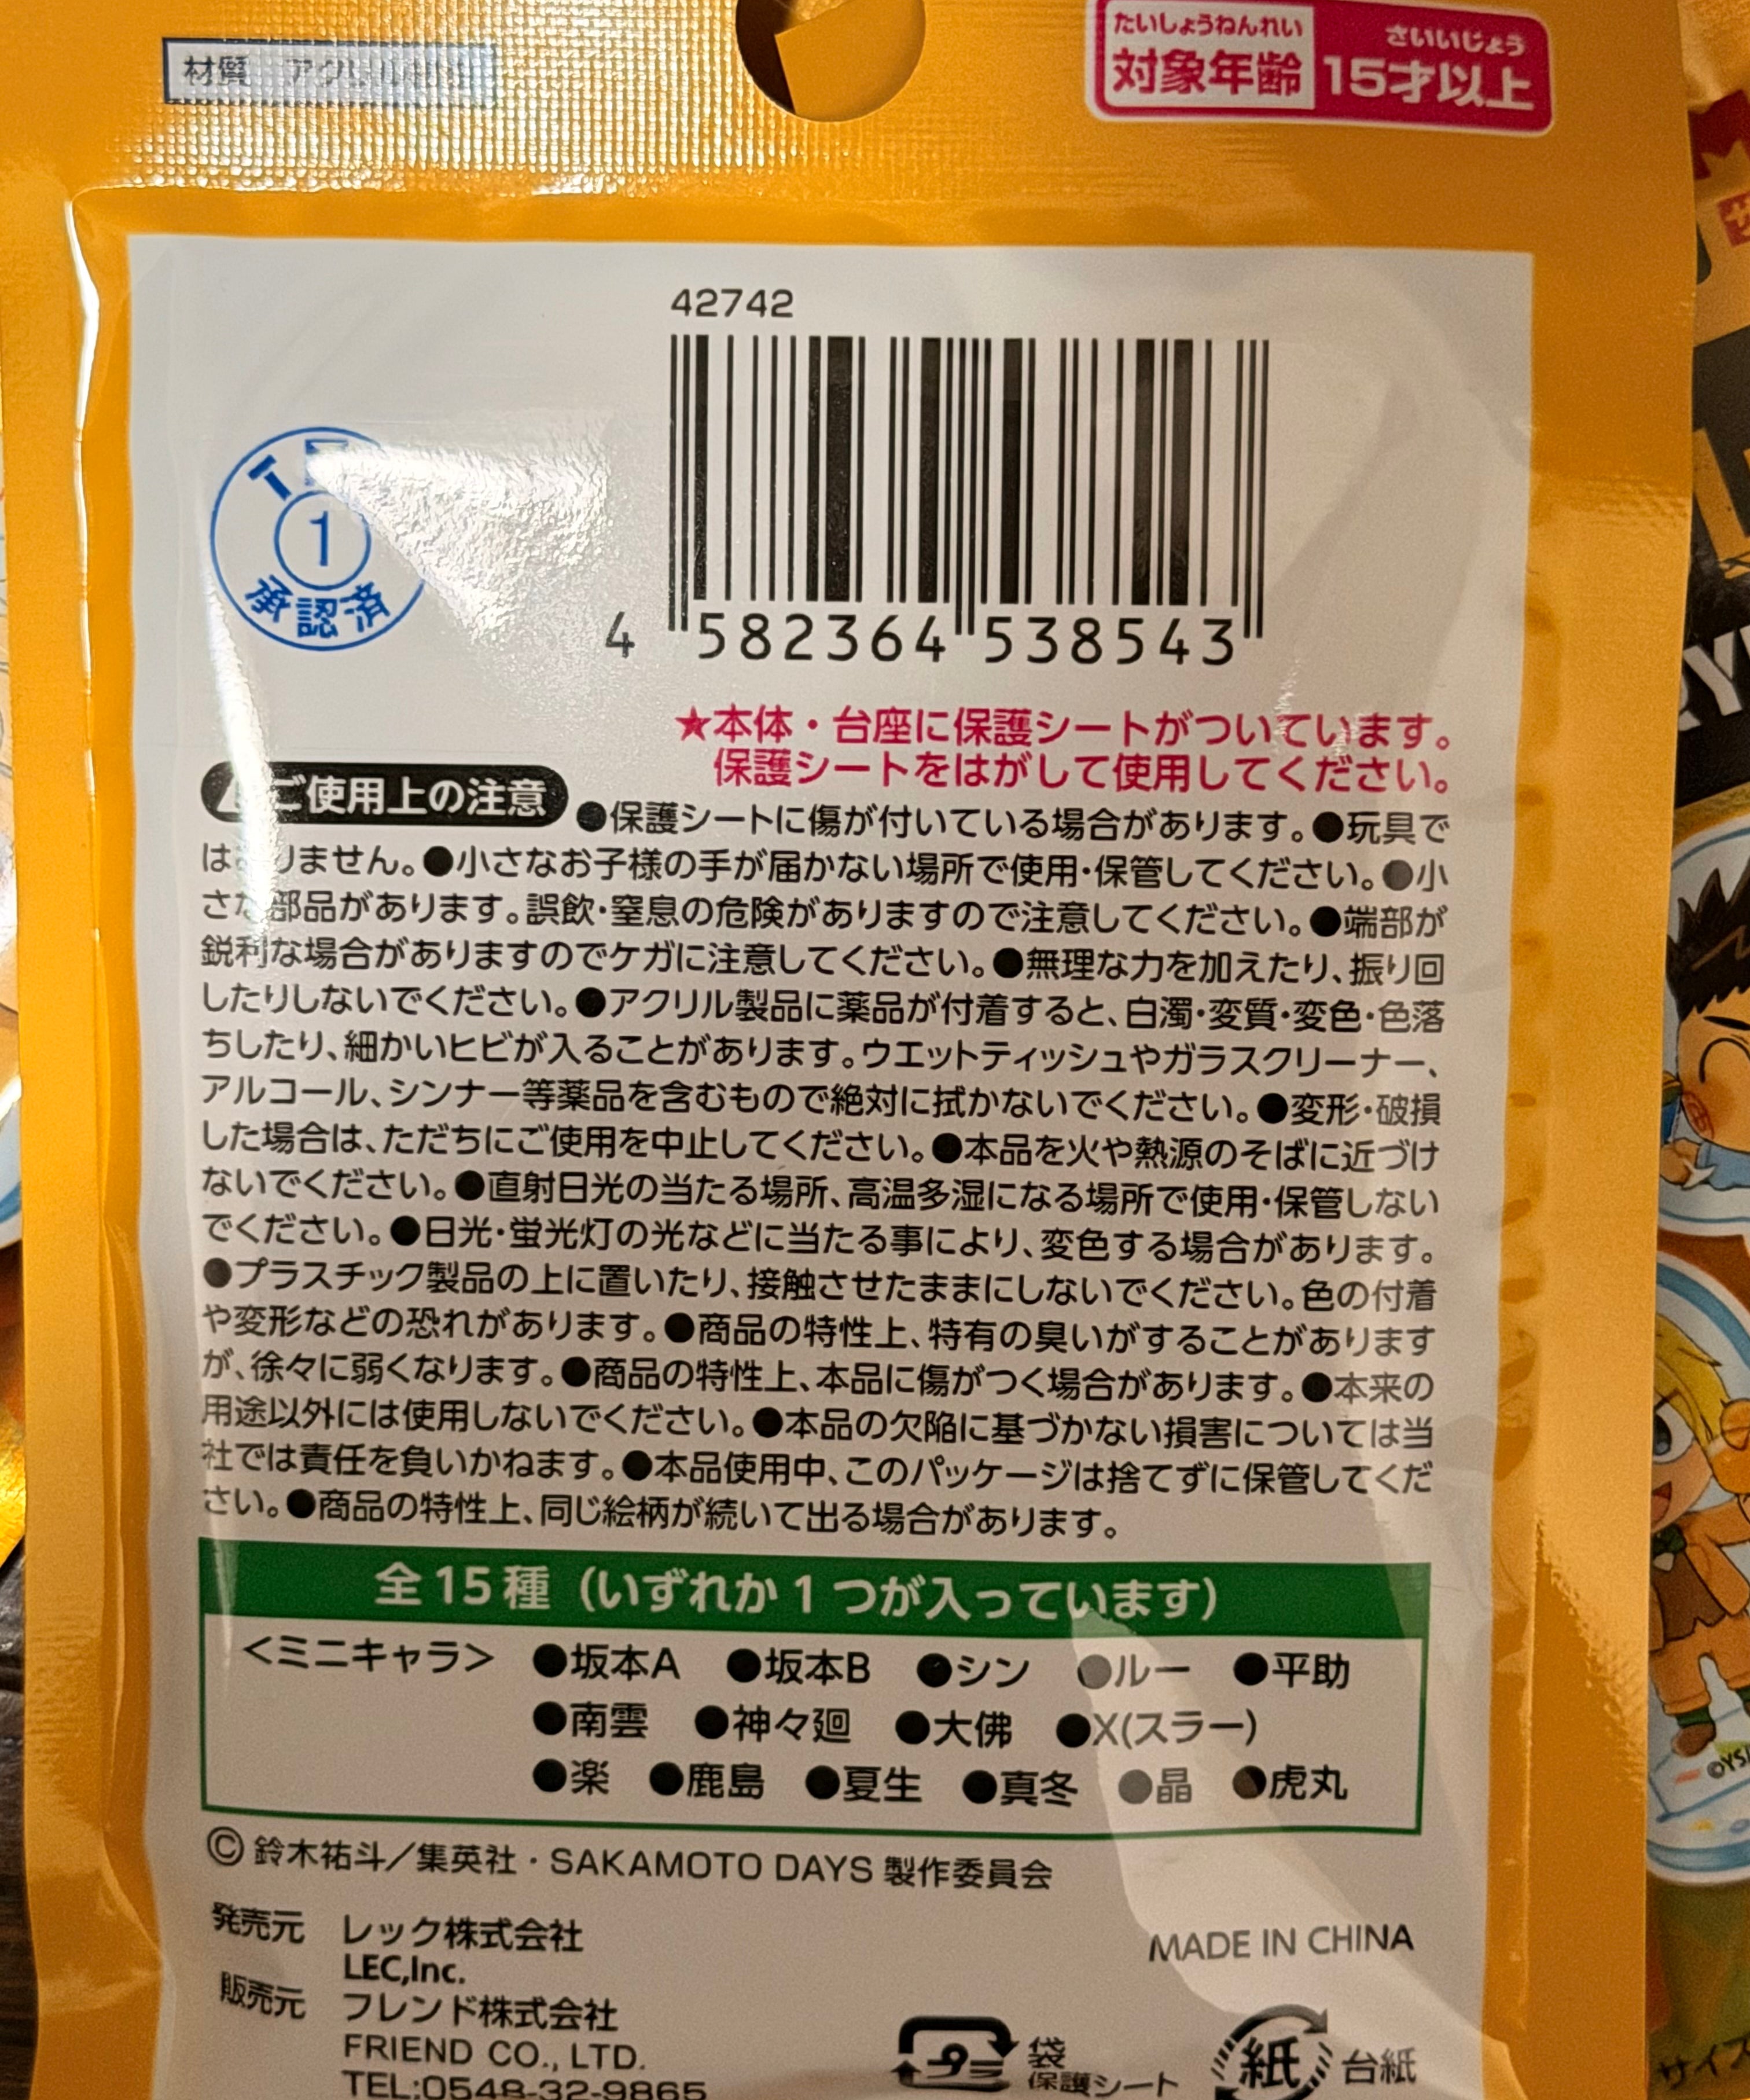 材質
たいしょうねんれい さいいじょう
対象年齢 15才以上
42742
4 582364 538543
T
1
承認済
★本体・台座に保護シートがついています。
保護シートをはがして使用してください。
ご使用上の注意 ●保護シートに傷が付いている場合があります。●玩具で
はありません。●小さなお子様の手が届かない場所で使用・保管してください。●小
さな部品があります。誤飲・窒息の危険がありますので注意してください。●端部が
鋭利な場合がありますのでケガに注意してください。●無理な力を加えたり、振り回
したりしないでください。●アクリル製品に薬品が付着すると、白濁・変質・変色・色落
ちしたり、細かいヒビが入ることがあります。ウエットティッシュやガラスクリーナー、
アルコール、シンナー等薬品を含むもので絶対に拭かないでください。●変形・破損
した場合は、ただちにご使用を中止してください。●本品を火や熱源のそばに近づけ
ないでください。●直射日光の当たる場所、高温多湿になる場所で使用・保管しない
でください。●日光・蛍光灯の光などに当たる事により、変色する場合があります。
●プラスチック製品の上に置いたり、接触させたままにしないでください。色の付着
や変形などの恐れがあります。●商品の特性上、特有の臭いがすることがあります
が、徐々に弱くなります。●商品の特性上、本品に傷がつく場合があります。●本来の
用途以外には使用しないでください。●本品の欠陥に基づかない損害については当
社では責任を負いかねます。●本品使用中、このパッケージは捨てずに保管してくだ
さい。●商品の特性上、同じ絵柄が続いて出る場合があります。
全15種（いずれか1つが入っています）
＜ミニキャラ＞ ●坂本A ●坂本B ●シン ●ルー ●平助
●南雲 ●神々廻 ●大佛 ●X(スラー)
●楽 ●鹿島 ●夏生 ●真冬 ●晶 ●虎丸
©鈴木祐斗／集英社・SAKAMOTO DAYS 製作委員会
発売元 レック株式会社
LEC,Inc.
MADE IN CHINA
販売元 フレンド株式会社
FRIEND CO., LTD.
TEL:0548-32-9865
プラ 袋
保護シート
紙 台紙
サイズ